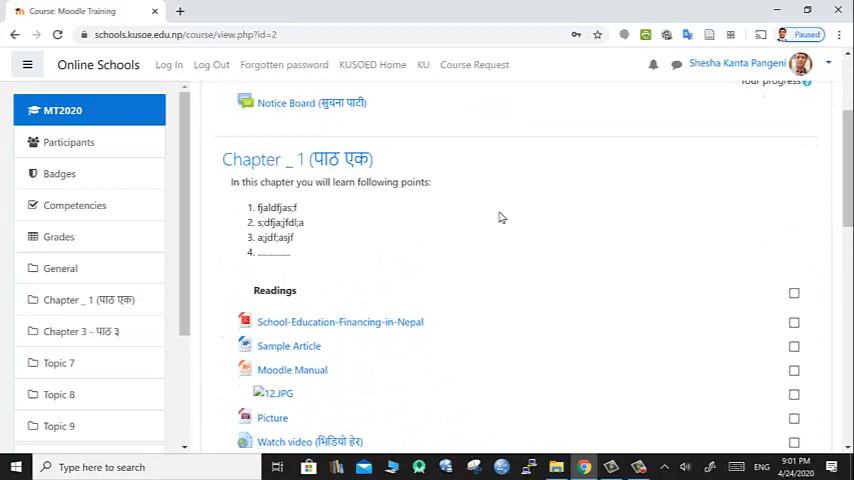 Course: Moodle Training
schools.kusoe.edu.np/course/view.php?id=2
Paused
Online Schools
Log In
Log Out
Forgotten password
KUSOED Home
KU
Course Request
Shesha Kanta Pangeni
Your progress
MT2020
Participants
Badges
Competencies
Grades
General
Chapter _ 1 (पाठ एक)
Chapter 3 - पाठ ३
Topic 7
Topic 8
Topic 9
Notice Board (सुचना पाटी)
Chapter _ 1 (पाठ एक)
In this chapter you will learn following points:
1. fjaldfjas;f
2. s;dfja;jfdl;a
3. a;jdf;asjf
4. ...............
Readings
School-Education-Financing-in-Nepal
Sample Article
Moodle Manual
12.JPG
Picture
Watch video (भिडियो हेर)
Type here to search
ENG
9:01 PM
4/24/2020